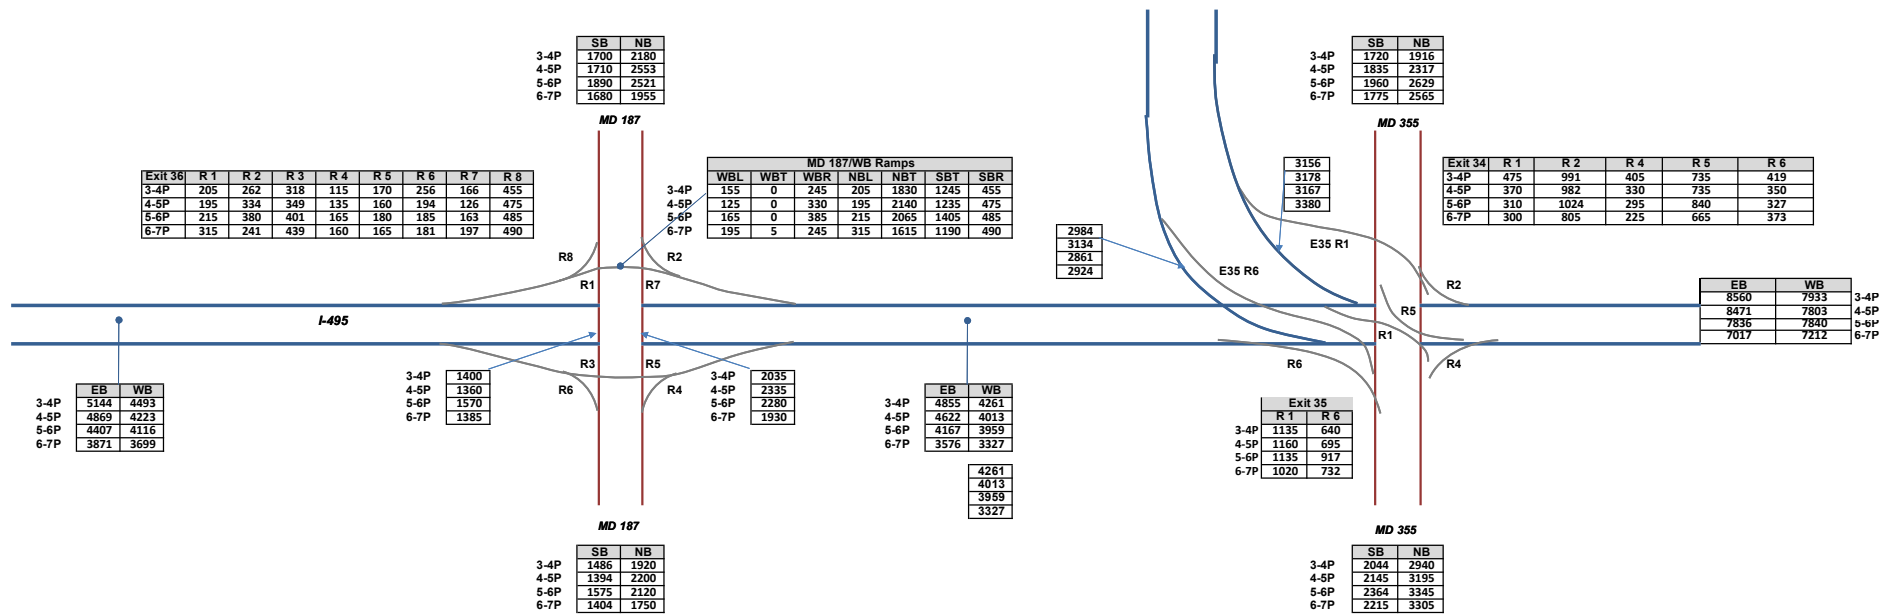 SB NB
3-4P 1700 2180
4-5P 1710 2553
5-6P 1890 2521
6-7P 1680 1955
MD 187
SB NB
3-4P 1720 1916
4-5P 1835 2317
5-6P 1960 2629
6-7P 1775 2565
MD 355
Exit 36 R 1 R 2 R 3 R 4 R 5 R 6 R 7 R 8
3-4P 205 262 318 115 170 256 166 455
4-5P 195 334 349 135 160 194 126 475
5-6P 215 380 401 165 180 185 163 485
6-7P 315 241 439 160 165 181 197 490
MD 187/WB Ramps
WBL WBT WBR NBL NBT SBT SBR
3-4P 155 0 245 205 1830 1245 455
4-5P 125 0 330 195 2140 1235 475
5-6P 165 0 385 215 2065 1405 485
6-7P 195 5 245 315 1615 1190 490
3156
3178
3167
3380
Exit 34 R 1 R 2 R 4 R 5 R 6
3-4P 475 991 405 735 419
4-5P 370 982 330 735 350
5-6P 310 1024 295 840 327
6-7P 300 805 225 665 373
2984
3134
2861
2924
R8
R2
R1
R7
E35 R1
E35 R6
R2
R5
R1
EB WB
8560 7933 3-4P
8471 7803 4-5P
7836 7840 5-6P
7017 7212 6-7P
I-495
R3
R5
R6
R4
R6
R4
3-4P 1400
4-5P 1360
5-6P 1570
6-7P 1385
3-4P 2035
4-5P 2335
5-6P 2280
6-7P 1930
EB WB
3-4P 5144 4493
4-5P 4869 4223
5-6P 4407 4116
6-7P 3871 3699
EB WB
3-4P 4855 4261
4-5P 4622 4013
5-6P 4167 3959
6-7P 3576 3327
4261
4013
3959
3327
Exit 35
R 1 R 6
3-4P 1135 640
4-5P 1160 695
5-6P 1135 917
6-7P 1020 732
MD 187
SB NB
3-4P 1486 1920
4-5P 1394 2200
5-6P 1575 2120
6-7P 1404 1750
MD 355
SB NB
3-4P 2044 2940
4-5P 2145 3195
5-6P 2364 3345
6-7P 2215 3305